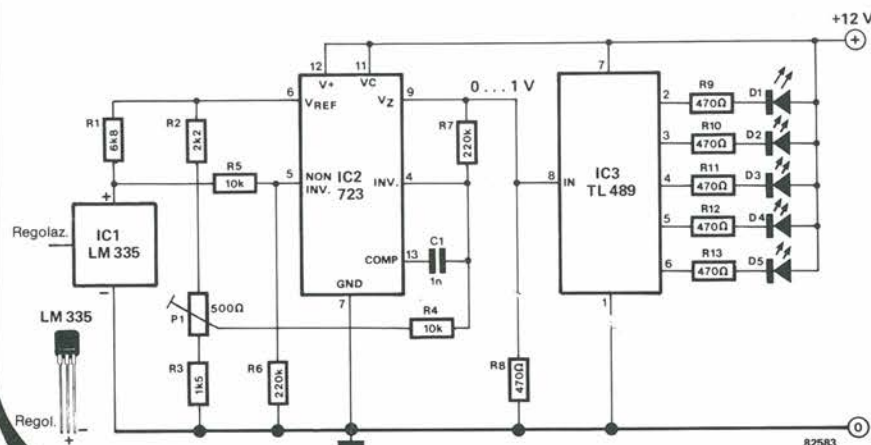 +12 V
+
12
11
V+
VC
7
0 . . . 1 V
6
VREF
VZ
9
2
R9
470Ω
D1
R1
6k8
R2
2k2
R7
220k
3
R10
470Ω
D2
R5
10k
5
NON
INV.
IC2
723
INV.
4
8
IN
IC3
TL 489
4
R11
470Ω
D3
+
Regolaz.
IC1
LM 335
−
5
R12
470Ω
D4
COMP
13
C1
1n
6
R13
470Ω
D5
GND
7
1
LM 335
P1
500Ω
R4
10k
R3
1k5
R6
220k
R8
470Ω
Regol.
−
+
0
82583